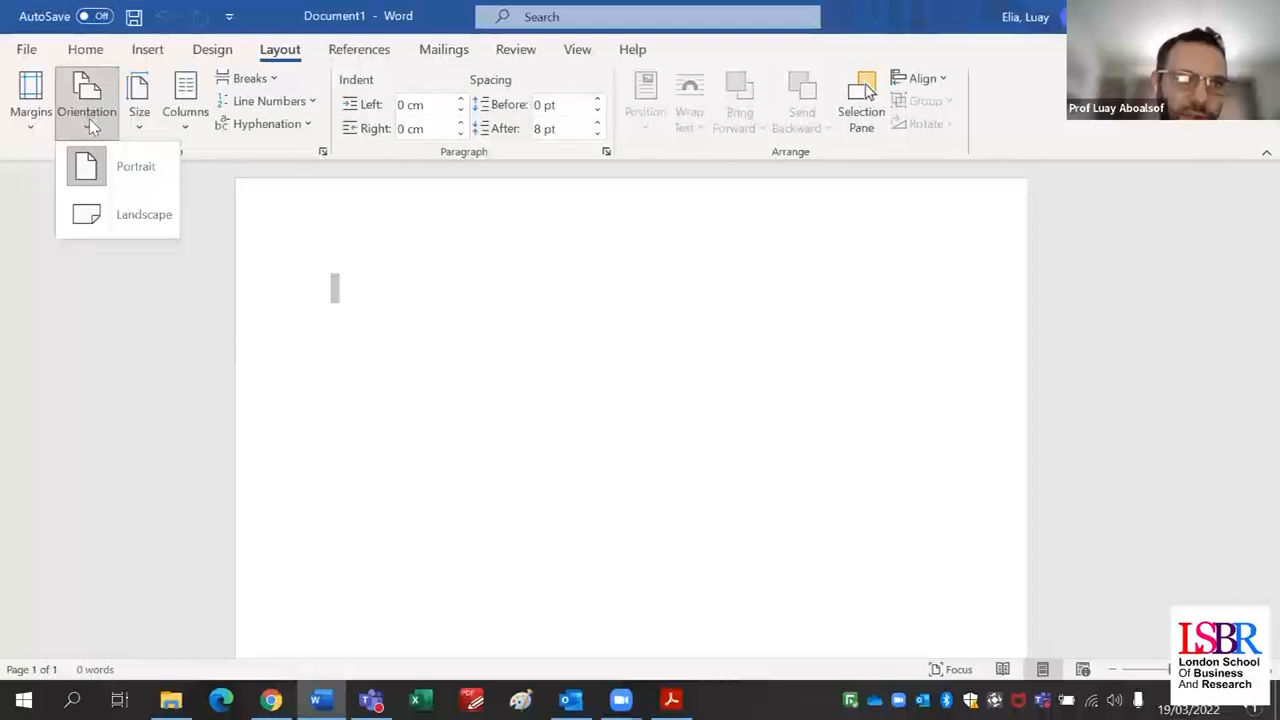 AutoSave Off Document1 - Word Search Elia, Luay
File Home Insert Design Layout References Mailings Review View Help
Margins Orientation Size Columns
Breaks
Line Numbers
Hyphenation
Indent Spacing
Left: 0 cm Before: 0 pt
Right: 0 cm After: 8 pt
Paragraph
Position Wrap Text Bring Forward Send Backward Selection Pane
Align
Group
Rotate
Arrange
Prof Luay Aboalsof
Portrait
Landscape
Page 1 of 1 0 words Focus
LSBR
London School
Of Business
And Research
19/03/2022